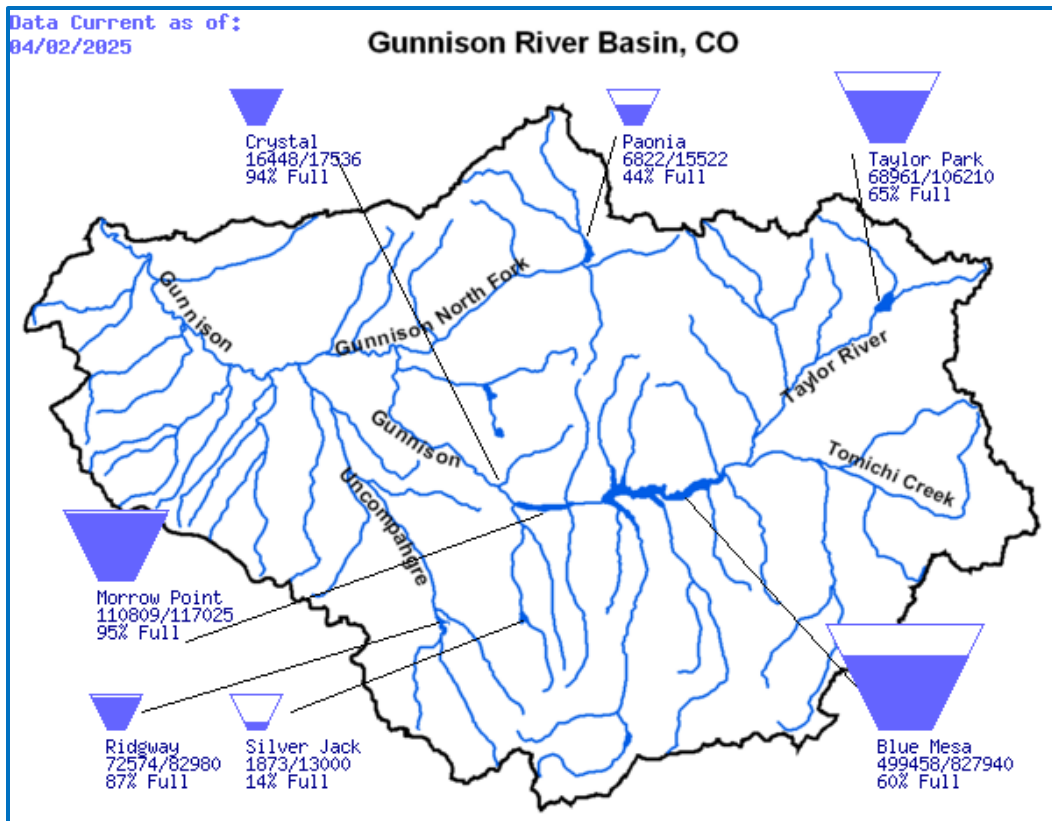 Data Current as of:
04/02/2025
Gunnison River Basin, CO
Crystal
16448/17536
94% Full
Paonia
6822/15522
44% Full
Taylor Park
68961/106210
65% Full
Gunnison
Gunnison North Fork
Taylor River
Gunnison
Tomichi Creek
Uncompahgre
Morrow Point
110809/117025
95% Full
Ridgway
72574/82980
87% Full
Silver Jack
1873/13000
14% Full
Blue Mesa
499458/827940
60% Full